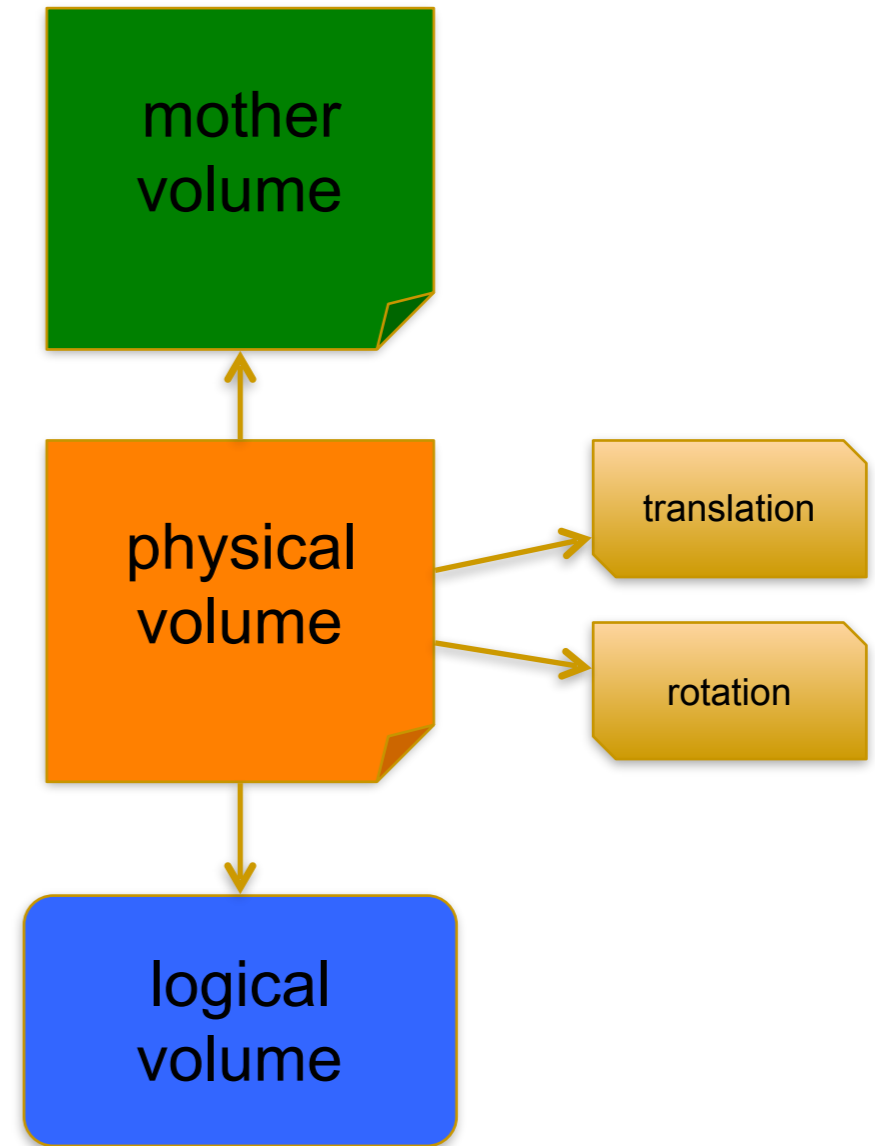 mother
volume
physical
volume
translation
rotation
logical
volume